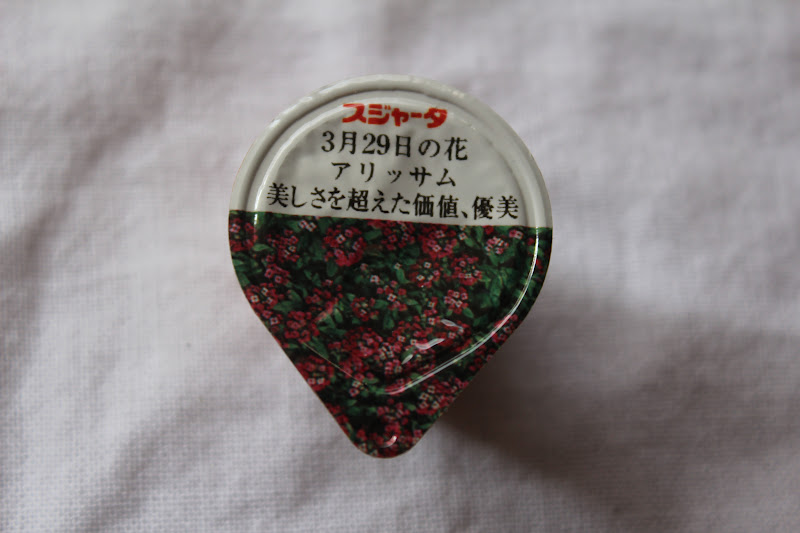 スジャータ
3月29日の花
アリッサム
美しさを超えた価値、優美